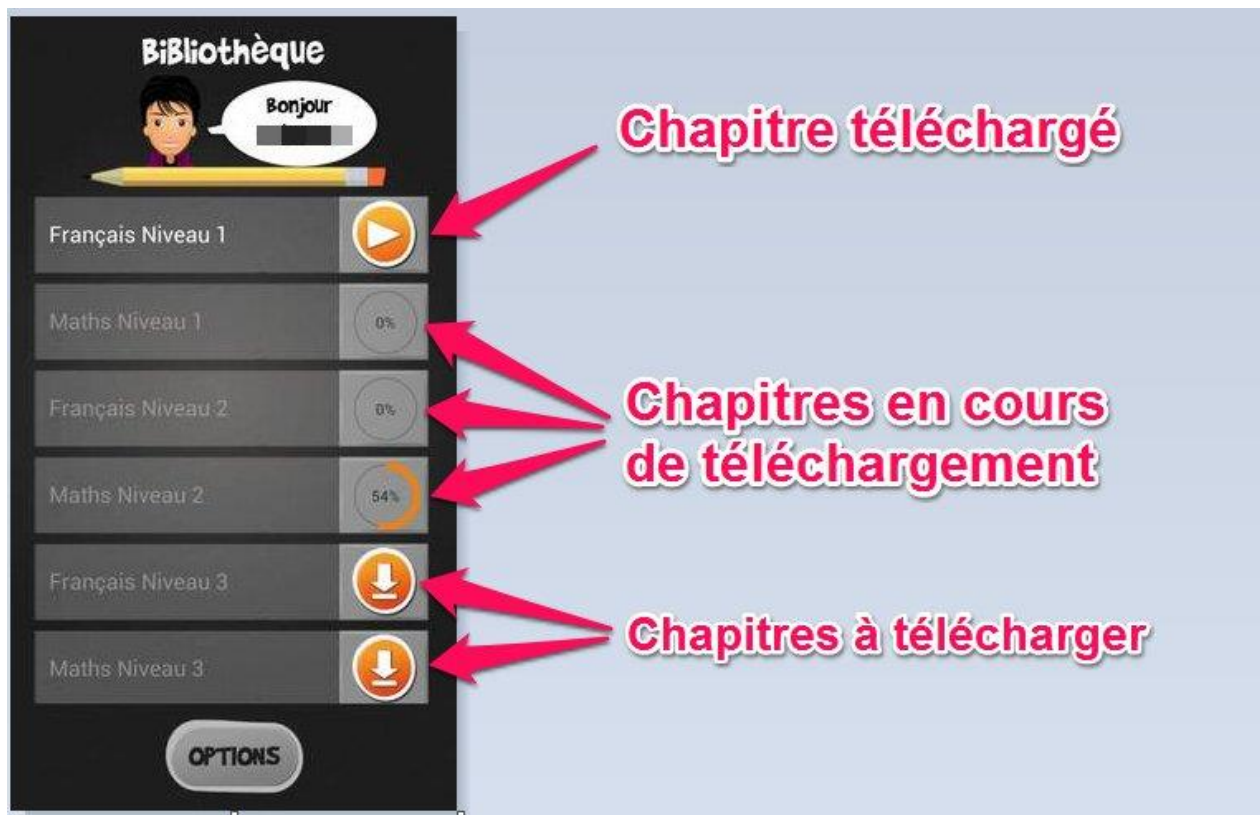 BiBliothèque
Bonjour
Chapitre téléchargé
Français Niveau 1
Maths Niveau 1
0%
Français Niveau 2
0%
Chapitres en cours
de téléchargement
Maths Niveau 2
54%
Français Niveau 3
Chapitres à télécharger
Maths Niveau 3
OPTIONS